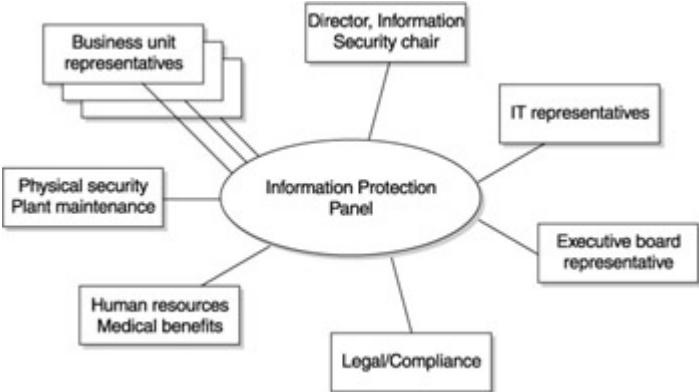 Director, Information
Security chair
Business unit
representatives
IT representatives
Physical security
Plant maintenance
Information Protection
Panel
Executive board
representative
Human resources
Medical benefits
Legal/Compliance